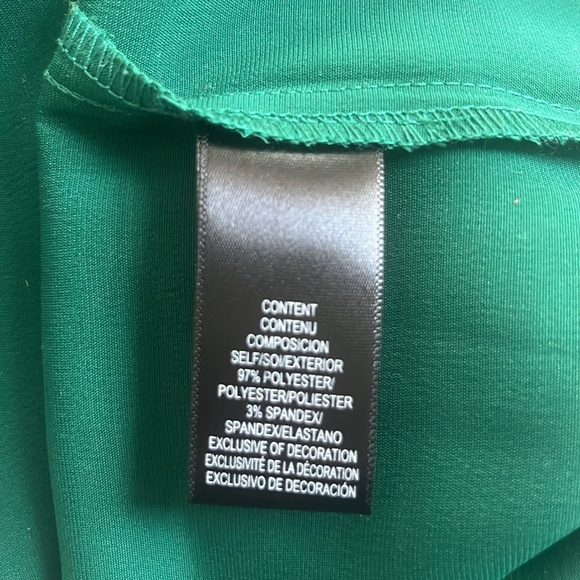 CONTENT
CONTENU
COMPOSICION
SELF/SOI/EXTERIOR
97% POLYESTER/
POLYESTER/POLIESTER
3% SPANDEX/
SPANDEX/ELASTANO
EXCLUSIVE OF DECORATION
EXCLUSIVITÉ DE LA DÉCORATION
EXCLUSIVO DE DECORACIÓN